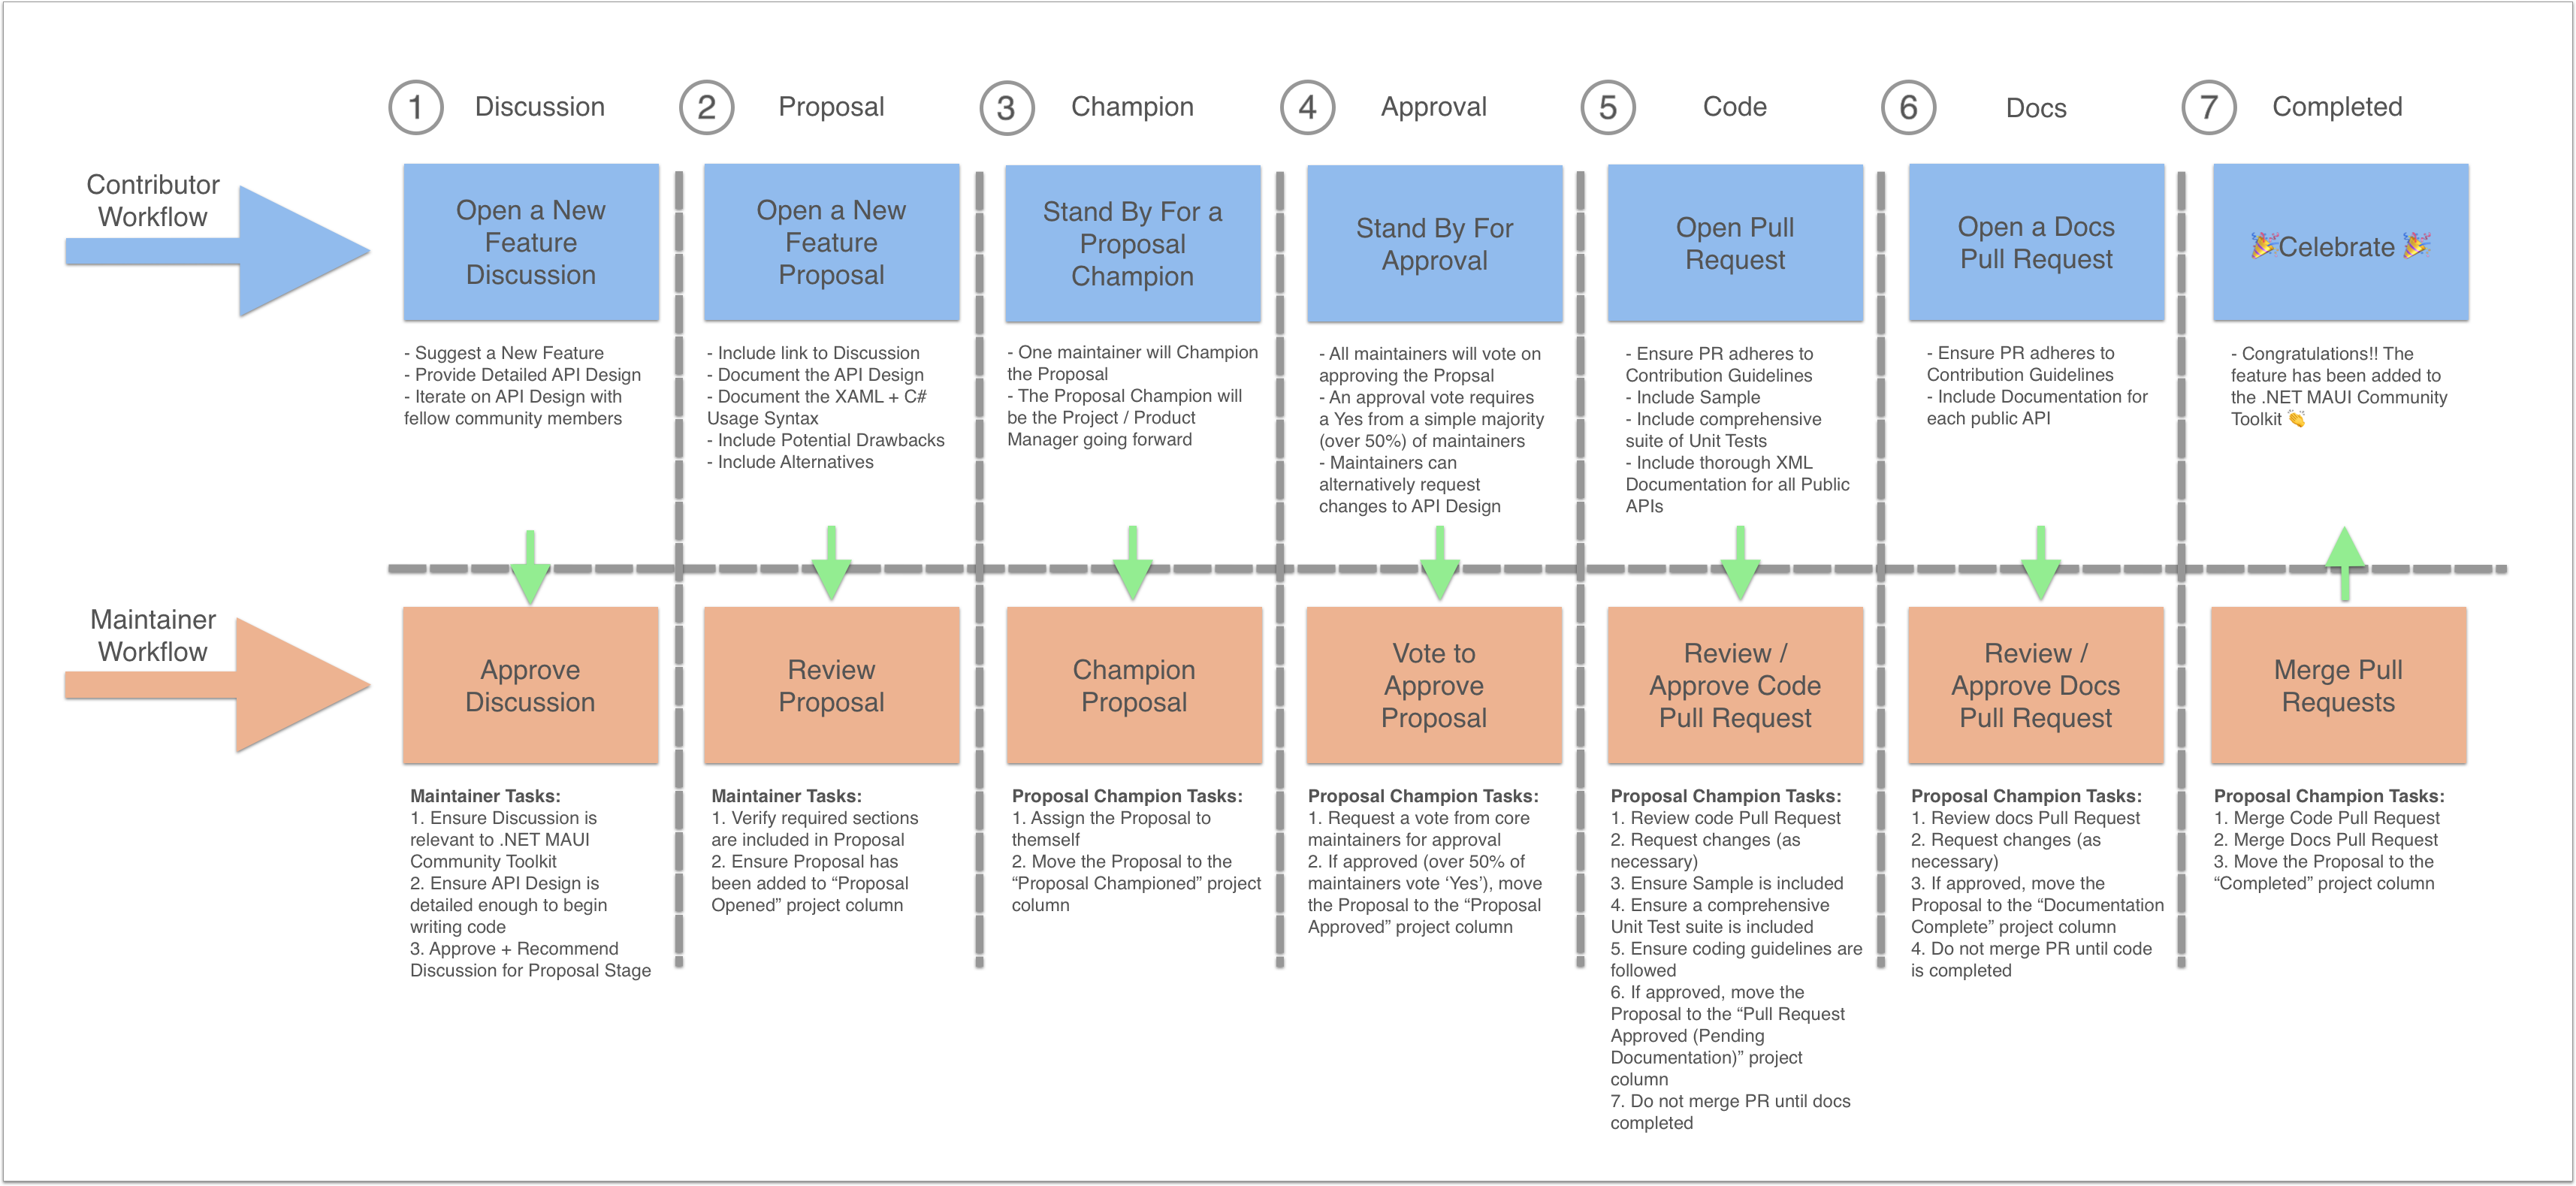 1 Discussion
2 Proposal
3 Champion
4 Approval
5 Code
6 Docs
7 Completed
Contributor
Workflow
Open a New
Feature
Discussion
- Suggest a New Feature
- Provide Detailed API Design
- Iterate on API Design with
fellow community members
Open a New
Feature
Proposal
- Include link to Discussion
- Document the API Design
- Document the XAML + C#
Usage Syntax
- Include Potential Drawbacks
- Include Alternatives
Stand By For a
Proposal
Champion
- One maintainer will Champion
the Proposal
- The Proposal Champion will
be the Project / Product
Manager going forward
Stand By For
Approval
- All maintainers will vote on
approving the Propsal
- An approval vote requires
a Yes from a simple majority
(over 50%) of maintainers
- Maintainers can
alternatively request
changes to API Design
Open Pull
Request
- Ensure PR adheres to
Contribution Guidelines
- Include Sample
- Include comprehensive
suite of Unit Tests
- Include thorough XML
Documentation for all Public
APIs
Open a Docs
Pull Request
- Ensure PR adheres to
Contribution Guidelines
- Include Documentation for
each public API
🎉Celebrate 🎉
- Congratulations!! The
feature has been added to
the .NET MAUI Community
Toolkit 👏
Maintainer
Workflow
Approve
Discussion
Maintainer Tasks:
1. Ensure Discussion is
relevant to .NET MAUI
Community Toolkit
2. Ensure API Design is
detailed enough to begin
writing code
3. Approve + Recommend
Discussion for Proposal Stage
Review
Proposal
Maintainer Tasks:
1. Verify required sections
are included in Proposal
2. Ensure Proposal has
been added to “Proposal
Opened” project column
Champion
Proposal
Proposal Champion Tasks:
1. Assign the Proposal to
themself
2. Move the Proposal to the
“Proposal Championed” project
column
Vote to
Approve
Proposal
Proposal Champion Tasks:
1. Request a vote from core
maintainers for approval
2. If approved (over 50% of
maintainers vote ‘Yes’), move
the Proposal to the “Proposal
Approved” project column
Review /
Approve Code
Pull Request
Proposal Champion Tasks:
1. Review code Pull Request
2. Request changes (as
necessary)
3. Ensure Sample is included
4. Ensure a comprehensive
Unit Test suite is included
5. Ensure coding guidelines are
followed
6. If approved, move the
Proposal to the “Pull Request
Approved (Pending
Documentation)” project
column
7. Do not merge PR until docs
completed
Review /
Approve Docs
Pull Request
Proposal Champion Tasks:
1. Review docs Pull Request
2. Request changes (as
necessary)
3. If approved, move the
Proposal to the “Documentation
Complete” project column
4. Do not merge PR until code
is completed
Merge Pull
Requests
Proposal Champion Tasks:
1. Merge Code Pull Request
2. Merge Docs Pull Request
3. Move the Proposal to the
“Completed” project column